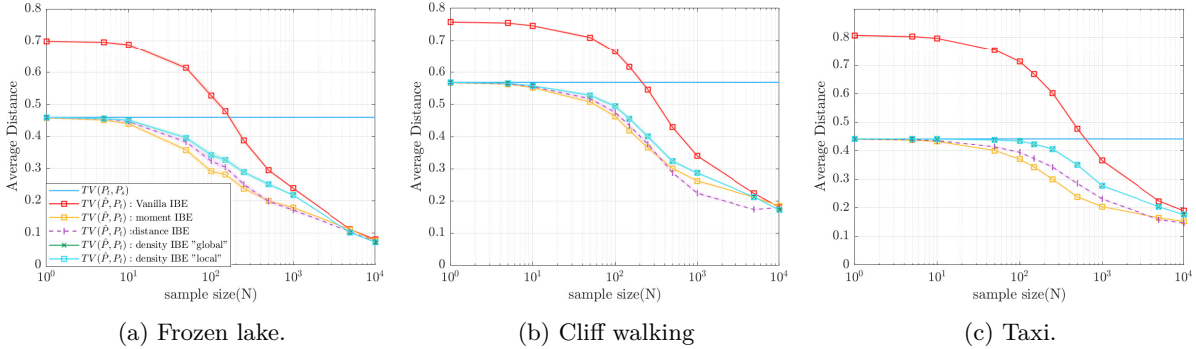 0.8
0.7
0.6
0.5
0.4
0.3
0.2
0.1
0
Average Distance
TV(P_t, P_s)
TV(P̂, P_t) : Vanilla IBE
TV(P̂, P_t) : moment IBE
TV(P̂, P_t) :distance IBE
TV(P̂, P_t) : density IBE "global"
TV(P̂, P_t) : density IBE "local"
10^0 10^1 10^2 10^3 10^4
sample size(N)
(a) Frozen lake.
0.8
0.7
0.6
0.5
0.4
0.3
0.2
0.1
0
Average Distance
10^0 10^1 10^2 10^3 10^4
sample size(N)
(b) Cliff walking
0.8
0.7
0.6
0.5
0.4
0.3
0.2
0.1
0
Average Distance
10^0 10^1 10^2 10^3 10^4
sample size(N)
(c) Taxi.